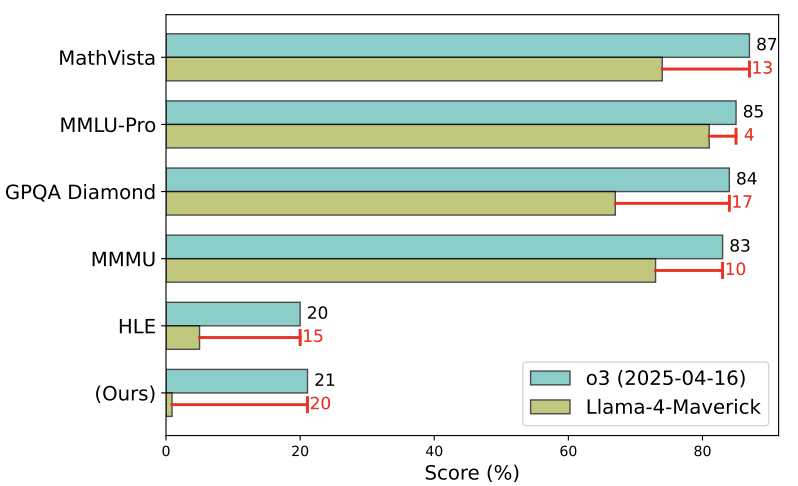 MathVista 87
13
MMLU-Pro 85
4
GPQA Diamond 84
17
MMMU 83
10
HLE 20
15
(Ours) 21
20
o3 (2025-04-16)
Llama-4-Maverick
0 20 40 60 80
Score (%)